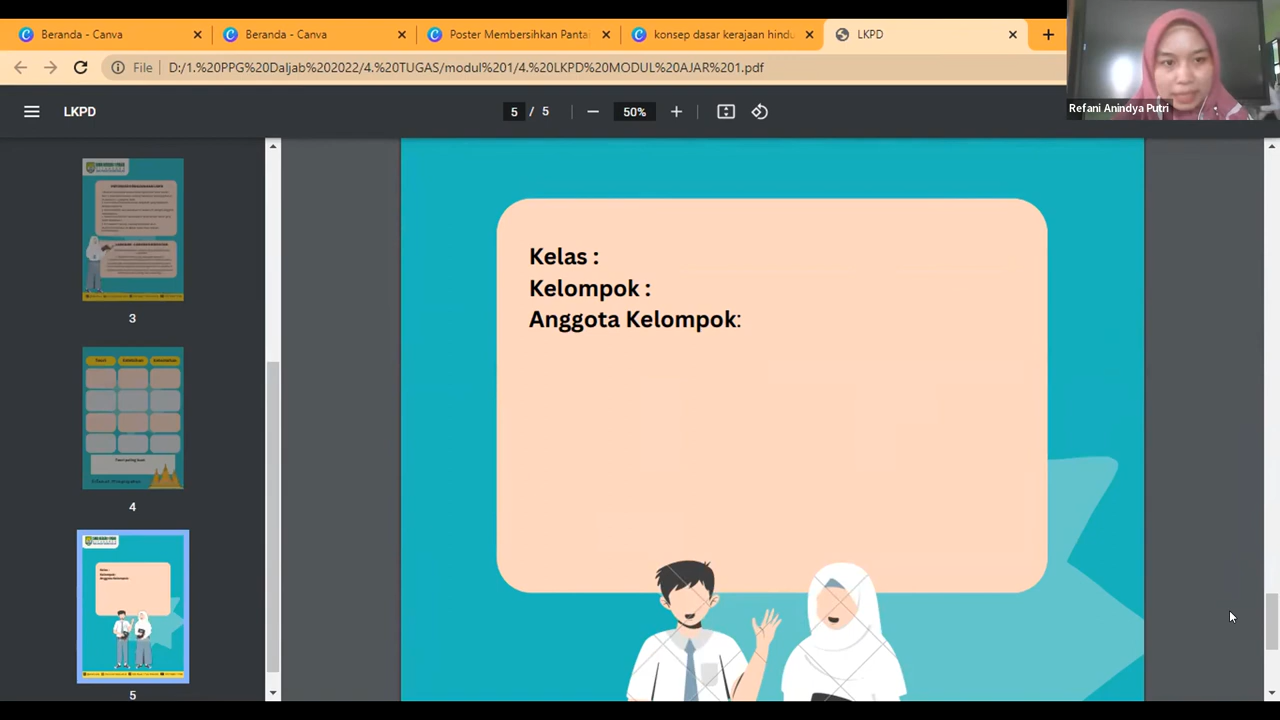 Beranda - Canva
Beranda - Canva
Poster Membersihkan Panta
konsep dasar kerajaan hindu
LKPD
File
D:/1.%20PPG%20Daljab%202022/4.%20TUGAS/modul%201/4.%20LKPD%20MODUL%20AJAR%201.pdf
Refani Anindya Putri
LKPD
5 / 5
50%
Kelas :
Kelompok :
Anggota Kelompok:
3
4
5